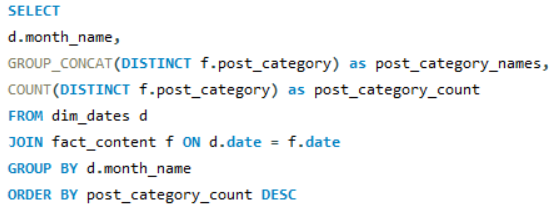 SELECT
d.month_name,
GROUP_CONCAT(DISTINCT f.post_category) as post_category_names,
COUNT(DISTINCT f.post_category) as post_category_count
FROM dim_dates d
JOIN fact_content f ON d.date = f.date
GROUP BY d.month_name
ORDER BY post_category_count DESC